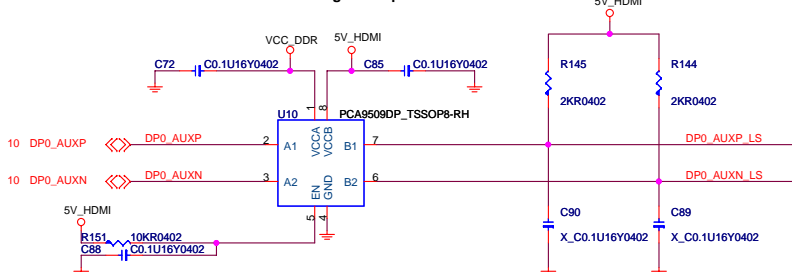 5V_HDMI
VCC_DDR
5V_HDMI
C72
C0.1U16Y0402
C85
C0.1U16Y0402
R145
R144
2KR0402
2KR0402
U10
PCA9509DP_TSSOP8-RH
1
8
VCCA
VCCB
10 DP0_AUXP
DP0_AUXP
2
A1
B1
7
DP0_AUXP_LS
10 DP0_AUXN
DP0_AUXN
3
A2
B2
6
DP0_AUXN_LS
EN
GND
5
4
5V_HDMI
R151
10KR0402
C88
C0.1U16Y0402
C90
X_C0.1U16Y0402
C89
X_C0.1U16Y0402